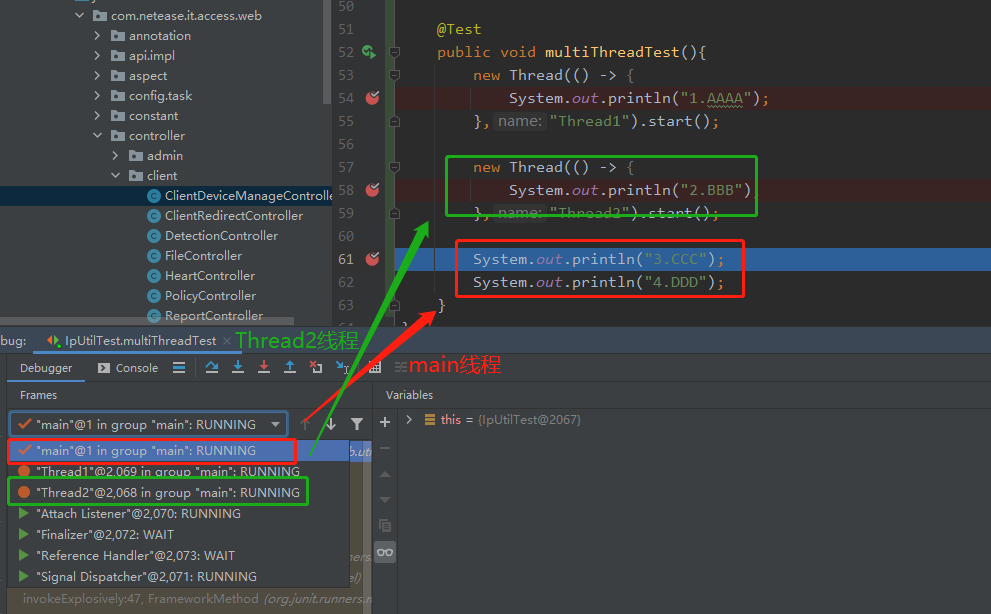 com.netease.it.access.web
annotation
api.impl
aspect
config.task
constant
controller
admin
client
ClientDeviceManageControlle
ClientRedirectController
DetectionController
FileController
HeartController
PolicyController
ReportController
50
51 @Test
52 public void multiThreadTest(){
53 new Thread(() -> {
54 System.out.println("1.AAAA");
55 }, name: "Thread1").start();
56
57 new Thread(() -> {
58 System.out.println("2.BBB")
59 }, name: "Thread2").start();
60
61 System.out.println("3.CCC");
62 System.out.println("4.DDD");
63 }
bug: IpUtilTest.multiThreadTest ×
Thread2线程
main线程
Debugger Console
Frames
Variables
"main"@1 in group "main": RUNNING
this = {IpUtilTest@2067}
"main"@1 in group "main": RUNNING
"Thread1"@2,069 in group "main": RUNNING
"Thread2"@2,068 in group "main": RUNNING
"Attach Listener"@2,070: RUNNING
"Finalizer"@2,072: WAIT
"Reference Handler"@2,073: WAIT
"Signal Dispatcher"@2,071: RUNNING
invokeExplosively:47, FrameworkMethod (org.junit.runners.m